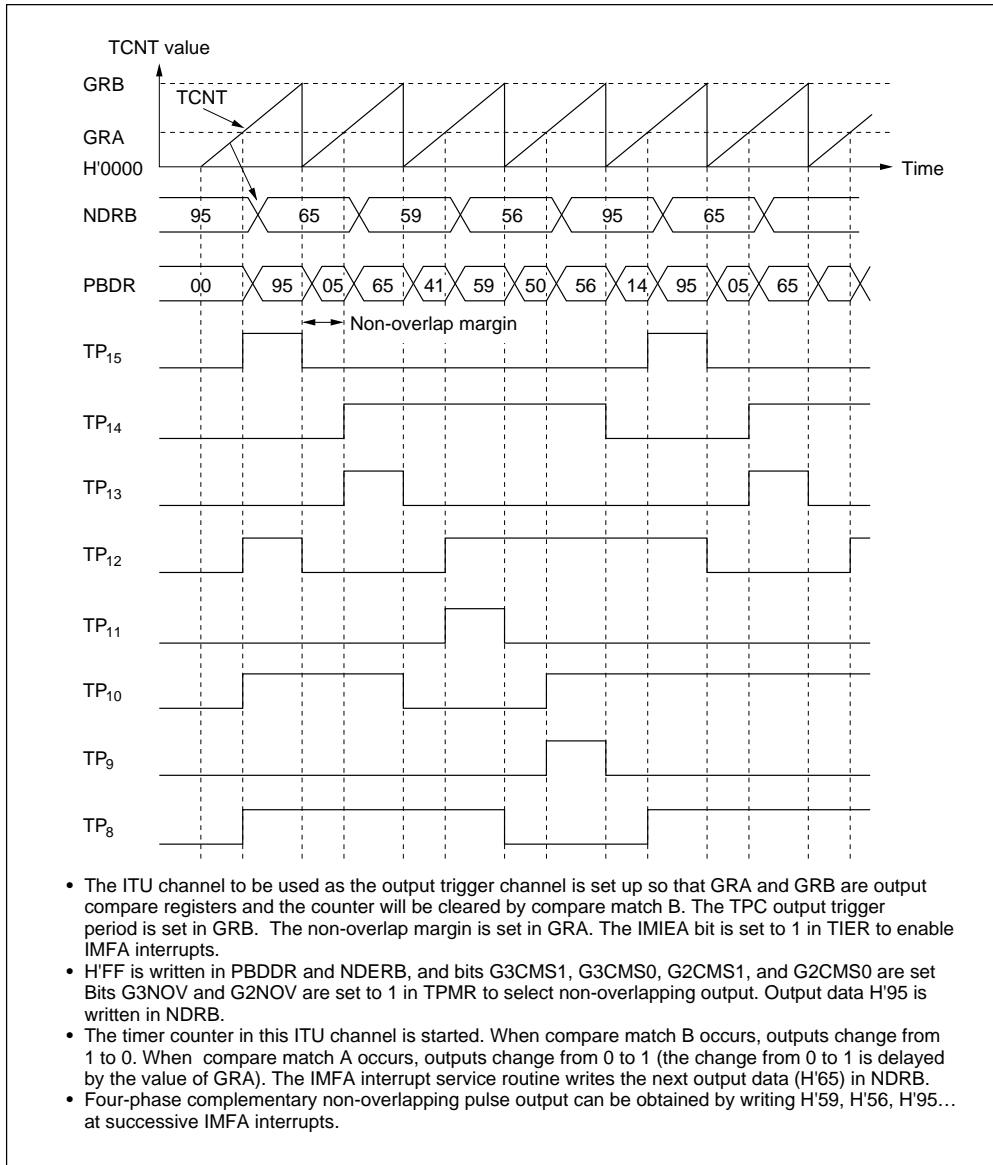 TCNT value
GRB
TCNT
GRA
H'0000
Time
NDRB 95 65 59 56 95 65
PBDR 00 95 05 65 41 59 50 56 14 95 05 65
Non-overlap margin
TP15
TP14
TP13
TP12
TP11
TP10
TP9
TP8
• The ITU channel to be used as the output trigger channel is set up so that GRA and GRB are output
compare registers and the counter will be cleared by compare match B. The TPC output trigger
period is set in GRB. The non-overlap margin is set in GRA. The IMIEA bit is set to 1 in TIER to enable
IMFA interrupts.
• H'FF is written in PBDDR and NDERB, and bits G3CMS1, G3CMS0, G2CMS1, and G2CMS0 are set
Bits G3NOV and G2NOV are set to 1 in TPMR to select non-overlapping output. Output data H'95 is
written in NDRB.
• The timer counter in this ITU channel is started. When compare match B occurs, outputs change from
1 to 0. When compare match A occurs, outputs change from 0 to 1 (the change from 0 to 1 is delayed
by the value of GRA). The IMFA interrupt service routine writes the next output data (H'65) in NDRB.
• Four-phase complementary non-overlapping pulse output can be obtained by writing H'59, H'56, H'95…
at successive IMFA interrupts.